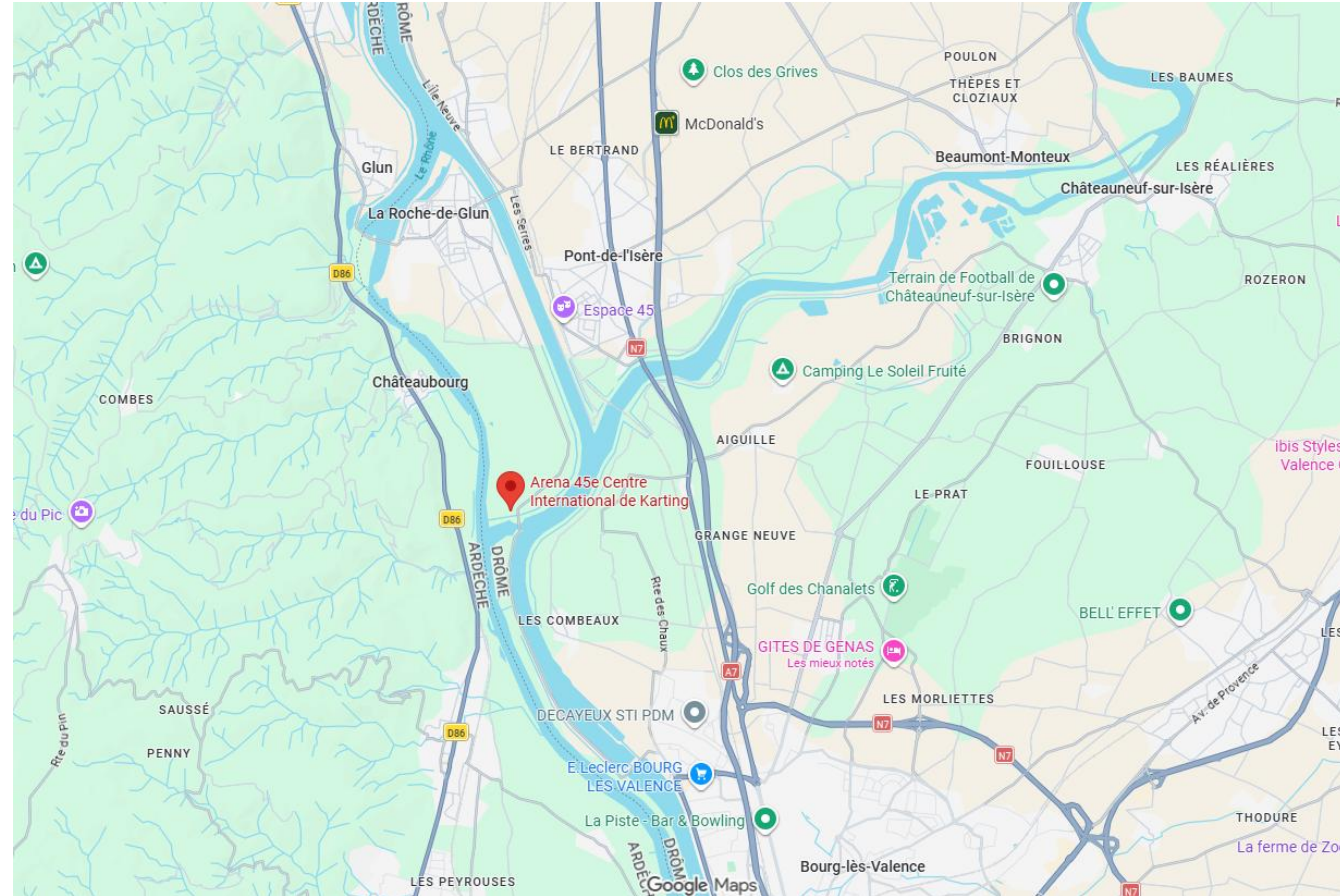 ARDÈCHE
DRÔME
L'Île Neuve
Le Rhône
Clos des Grives
McDonald's
POULON
THÈPES ET
CLOZIAUX
LES BAUMES
LE BERTRAND
Beaumont-Monteux
LES RÉALIÈRES
Châteauneuf-sur-Isère
Glun
La Roche-de-Glun
Les Serres
Pont-de-l'Isère
D86
Espace 45
N7
Terrain de Football de
Châteauneuf-sur-Isère
ROZERON
BRIGNON
Châteaubourg
COMBES
Camping Le Soleil Fruité
AIGUILLE
FOUILLOUSE
ibis Styles
Valence
Arena 45e Centre
International de Karting
LE PRAT
e du Pic
D86
GRANGE NEUVE
ARDÈCHE
DRÔME
Rte des Chaux
LES COMBEAUX
Golf des Chanalets
BELL' EFFET
GITES DE GENAS
Les mieux notés
A7
LES MORLIETTES
Av. de Provence
SAUSSÉ
PENNY
Rte du Pin
D86
DECAYEUX STI PDM
N7
N7
E.Leclerc BOURG
LES VALENCE
La Piste - Bar & Bowling
THODURE
La ferme de Zo
Bourg-lès-Valence
LES PEYROUSES
ARDÈCHE
DRÔME
Google Maps
N7